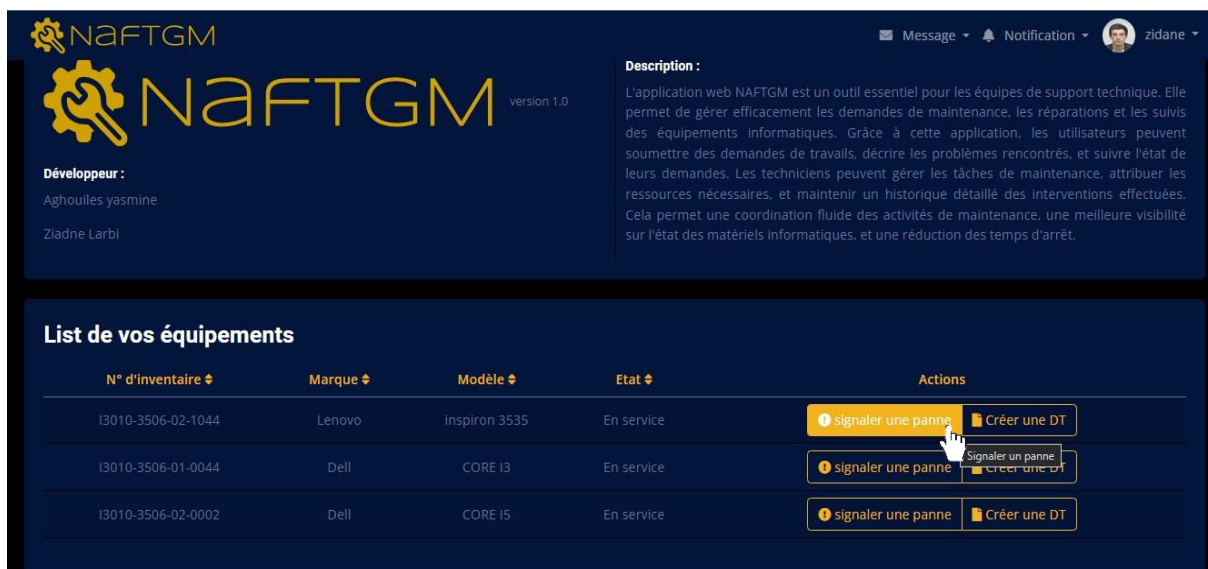 NAFTGM
Message
Notification
zidane
NAFTGM version 1.0
Développeur :
Aghouiles yasmine
Ziadne Larbi
Description :
L'application web NAFTGM est un outil essentiel pour les équipes de support technique. Elle
permet de gérer efficacement les demandes de maintenance, les réparations et les suivis
des équipements informatiques. Grâce à cette application, les utilisateurs peuvent
soumettre des demandes de travails, décrire les problèmes rencontrés, et suivre l'état de
leurs demandes. Les techniciens peuvent gérer les tâches de maintenance, attribuer les
ressources nécessaires, et maintenir un historique détaillé des interventions effectuées.
Cela permet une coordination fluide des activités de maintenance, une meilleure visibilité
sur l'état des matériels informatiques, et une réduction des temps d'arrêt.
List de vos équipements
N° d'inventaire Marque Modèle Etat Actions
I3010-3506-02-1044 Lenovo inspiron 3535 En service signaler une panne Créer une DT
Signaler un panne
I3010-3506-01-0044 Dell CORE I3 En service signaler une panne Créer une DT
I3010-3506-02-0002 Dell CORE I5 En service signaler une panne Créer une DT